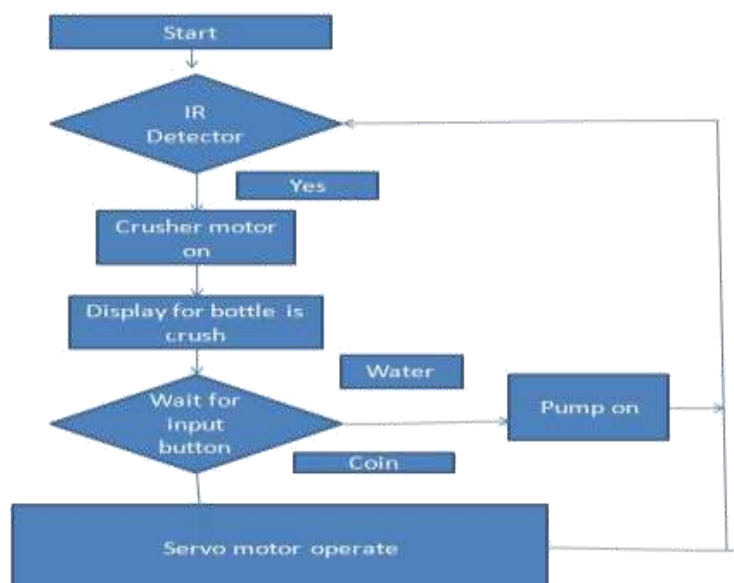 Start
IR
Detector
Yes
Crusher motor
on
Display for bottle is
crush
Water
Wait for
input
button
Pump on
Coin
Servo motor operate